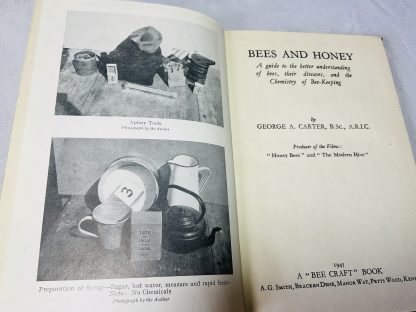 Apiary Tools
Photograph by the Author
3
TATE
LYLE
Preparation of Syrup—Sugar, hot water, measure and rapid feeder
Note: No Chemicals
Photograph by the Author
BEES AND HONEY
A guide to the better understanding
of bees, their diseases, and the
Chemistry of Bee-Keeping
by
GEORGE A. CARTER, B.Sc., A.R.I.C.
Producer of the Films:
"Honey Bees" and "The Modern Hive"
1945
A "BEE CRAFT" BOOK
A. G. SMITH, BRACKEN DENE, MANOR WAY, PETTS WOOD, KENT